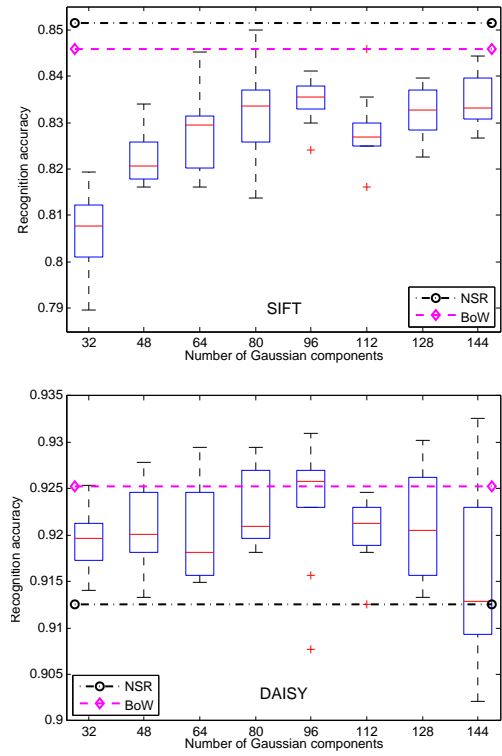 0.85
0.84
0.83
0.82
0.81
0.8
0.79
Recognition accuracy
SIFT
NSR
BoW
32 48 64 80 96 112 128 144
Number of Gaussian components
0.935
0.93
0.925
0.92
0.915
0.91
0.905
0.9
Recognition accuracy
NSR
BoW
DAISY
32 48 64 80 96 112 128 144
Number of Gaussian components